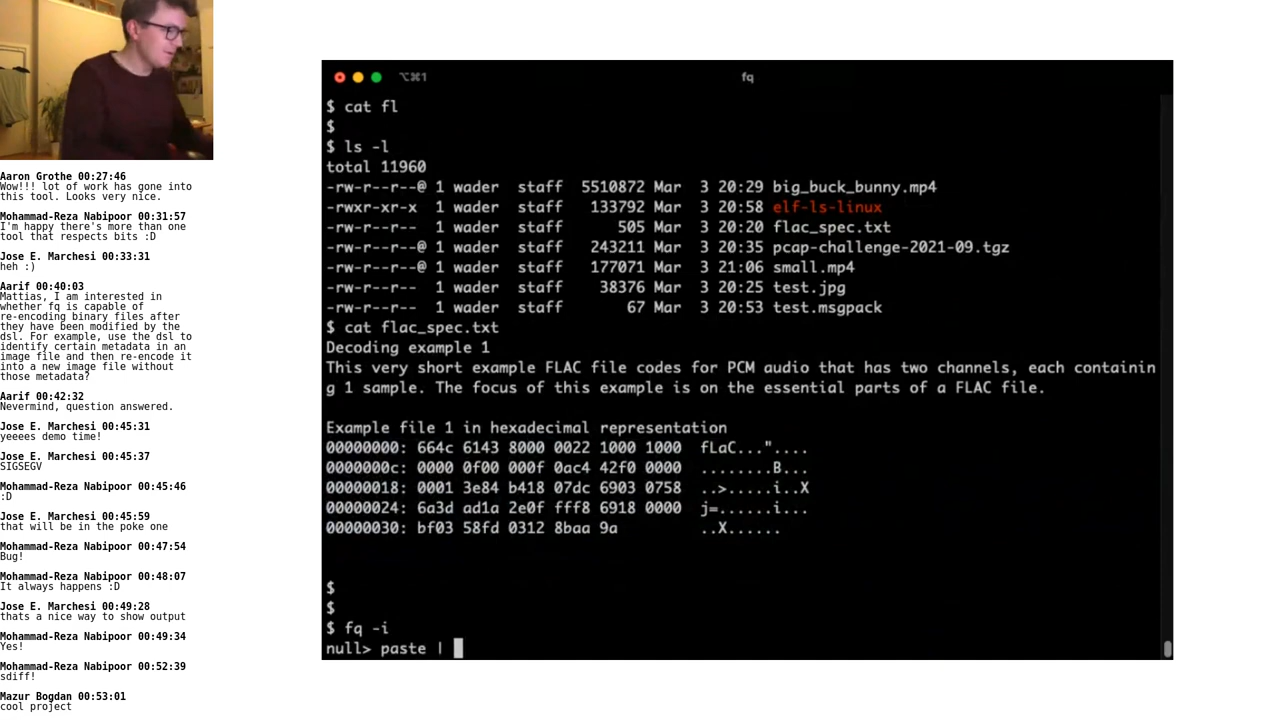 Aaron Grothe 00:27:46
Wow!!! lot of work has gone into
this tool. Looks very nice.
Mohammad-Reza Nabipoor 00:31:57
I'm happy there's more than one
tool that respects bits :D
Jose E. Marchesi 00:33:31
heh :)
Aarif 00:40:03
Mattias, I am interested in
whether fq is capable of
re-encoding binary files after
they have been modified by the
dsl. For example, use the dsl to
identify certain metadata in an
image file and then re-encode it
into a new image file without
those metadata?
Aarif 00:42:32
Nevermind, question answered.
Jose E. Marchesi 00:45:31
yeeees demo time!
Jose E. Marchesi 00:45:37
SIGSEGV
Mohammad-Reza Nabipoor 00:45:46
:D
Jose E. Marchesi 00:45:59
that will be in the poke one
Mohammad-Reza Nabipoor 00:47:54
Bug!
Mohammad-Reza Nabipoor 00:48:07
It always happens :D
Jose E. Marchesi 00:49:28
thats a nice way to show output
Mohammad-Reza Nabipoor 00:49:34
Yes!
Mohammad-Reza Nabipoor 00:52:39
sdiff!
Mazur Bogdan 00:53:01
cool project
⌥⌘1 fq
$ cat fl
$
$ ls -l
total 11960
-rw-r--r--@ 1 wader  staff  5510872 Mar  3 20:29 big_buck_bunny.mp4
-rwxr-xr-x  1 wader  staff   133792 Mar  3 20:58 elf-ls-linux
-rw-r--r--  1 wader  staff      505 Mar  3 20:20 flac_spec.txt
-rw-r--r--@ 1 wader  staff   243211 Mar  3 20:35 pcap-challenge-2021-09.tgz
-rw-r--r--@ 1 wader  staff   177071 Mar  3 21:06 small.mp4
-rw-r--r--  1 wader  staff    38376 Mar  3 20:25 test.jpg
-rw-r--r--  1 wader  staff       67 Mar  3 20:53 test.msgpack
$ cat flac_spec.txt
Decoding example 1
This very short example FLAC file codes for PCM audio that has two channels, each containin
g 1 sample. The focus of this example is on the essential parts of a FLAC file.
Example file 1 in hexadecimal representation
00000000: 664c 6143 8000 0022 1000 1000  fLaC..."....
0000000c: 0000 0f00 000f 0ac4 42f0 0000  ........B...
00000018: 0001 3e84 b418 07dc 6903 0758  ..>.....i..X
00000024: 6a3d ad1a 2e0f fff8 6918 0000  j=......i...
00000030: bf03 58fd 0312 8baa 9a         ..X......
$
$
$ fq -i
null> paste |